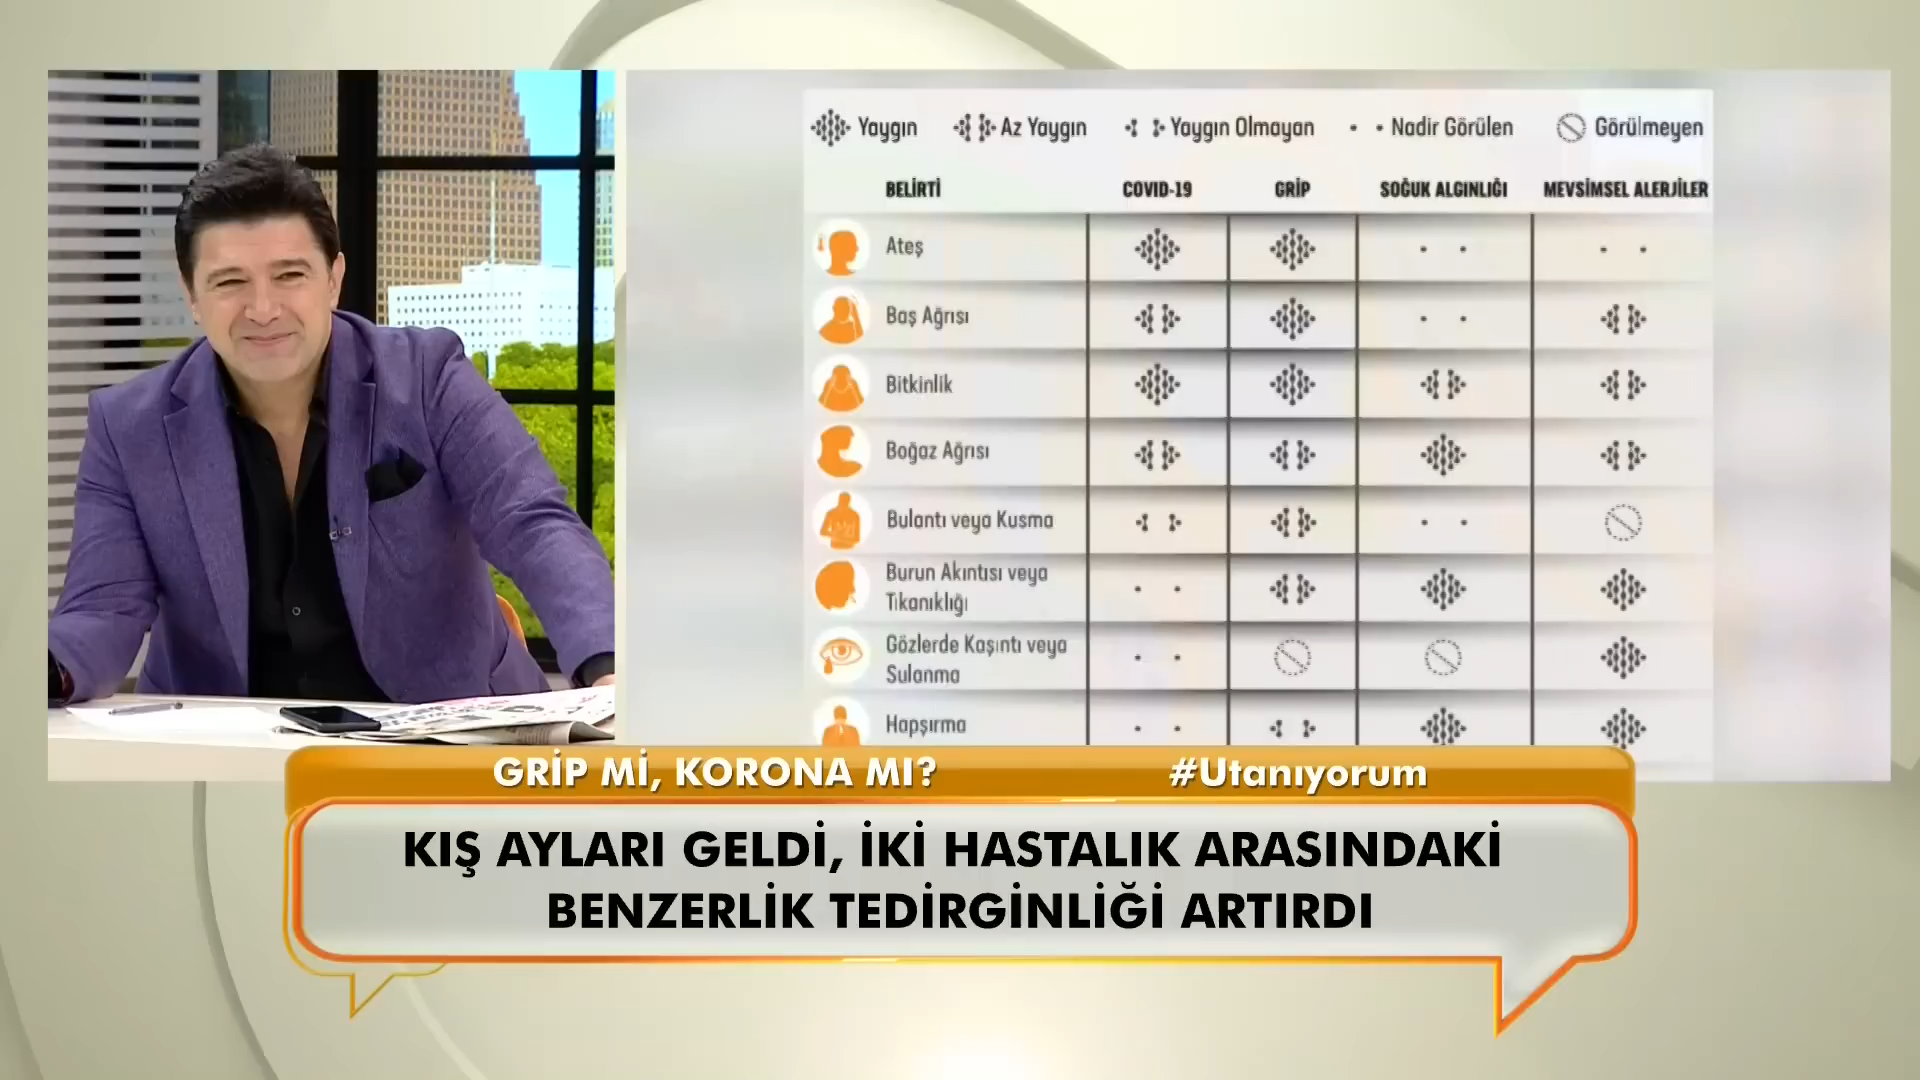 Yaygın Az Yaygın Yaygın Olmayan Nadir Görülen Görülmeyen
BELİRTİ COVID-19 GRİP SOĞUK ALGINLIĞI MEVSİMSEL ALERJİLER
Ateş
Baş Ağrısı
Bitkinlik
Boğaz Ağrısı
Bulantı veya Kusma
Burun Akıntısı veya
Tıkanıklığı
Gözlerde Kaşıntı veya
Sulanma
Hapşırma
GRİP Mİ, KORONA MI? #Utanıyorum
KIŞ AYLARI GELDİ, İKİ HASTALIK ARASINDAKİ
BENZERLİK TEDİRGİNLİĞİ ARTIRDI